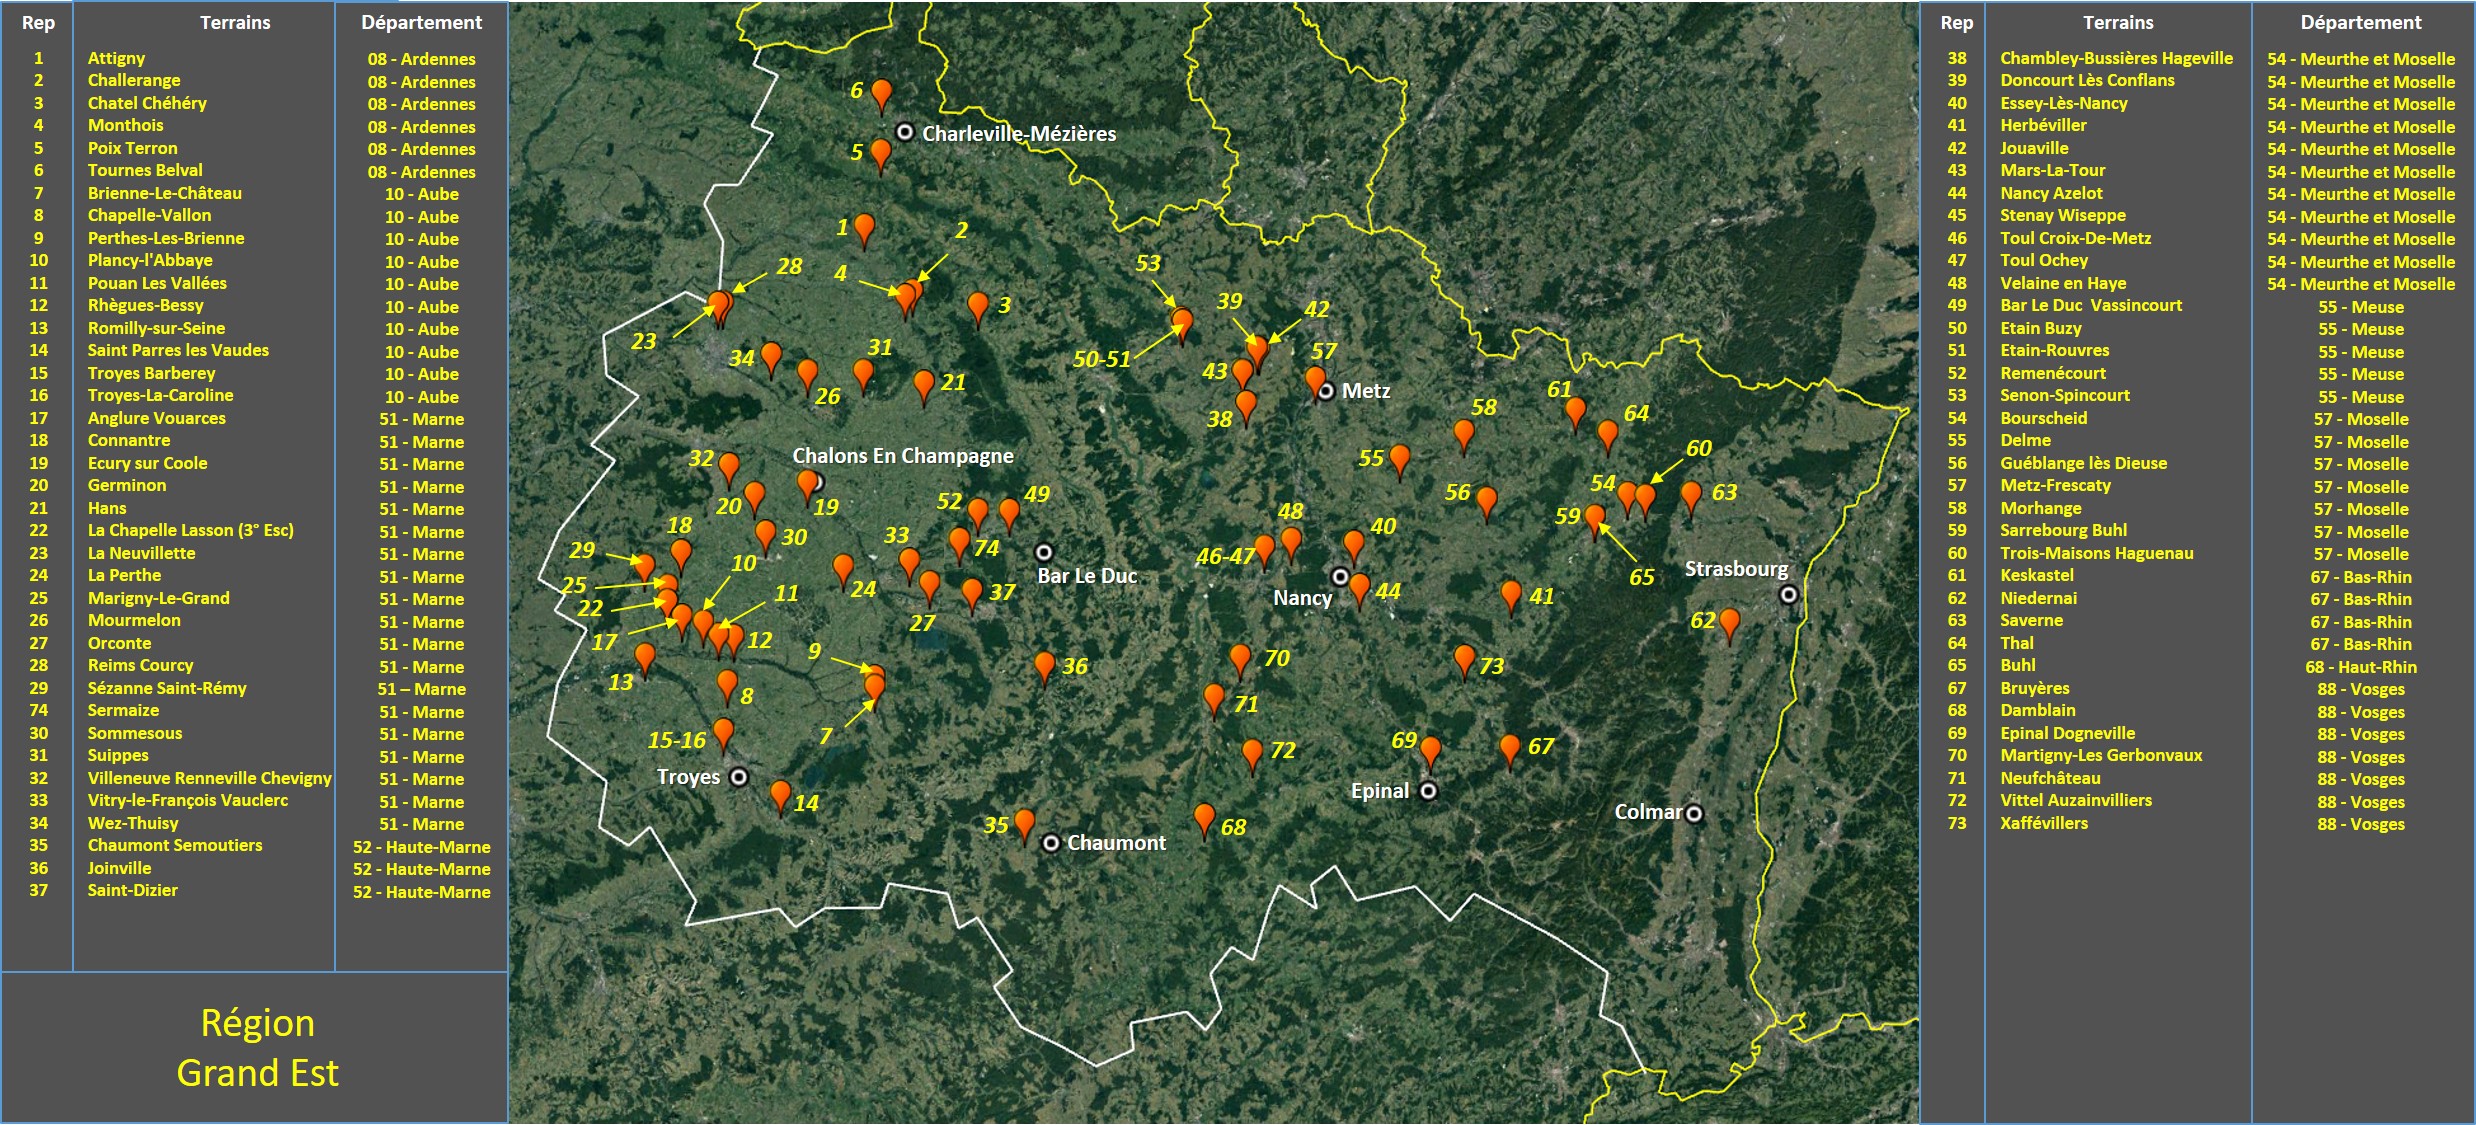 Rep Terrains Département
1 Attigny 08 - Ardennes
2 Challerange 08 - Ardennes
3 Chatel Chéhéry 08 - Ardennes
4 Monthois 08 - Ardennes
5 Poix Terron 08 - Ardennes
6 Tournes Belval 08 - Ardennes
7 Brienne-Le-Château 10 - Aube
8 Chapelle-Vallon 10 - Aube
9 Perthes-Les-Brienne 10 - Aube
10 Plancy-l'Abbaye 10 - Aube
11 Pouan Les Vallées 10 - Aube
12 Rhègues-Bessy 10 - Aube
13 Romilly-sur-Seine 10 - Aube
14 Saint Parres les Vaudes 10 - Aube
15 Troyes Barberey 10 - Aube
16 Troyes-La-Caroline 10 - Aube
17 Anglure Vouarces 51 - Marne
18 Connantre 51 - Marne
19 Ecury sur Coole 51 - Marne
20 Germinon 51 - Marne
21 Hans 51 - Marne
22 La Chapelle Lasson (3° Esc) 51 - Marne
23 La Neuvillette 51 - Marne
24 La Perthe 51 - Marne
25 Marigny-Le-Grand 51 - Marne
26 Mourmelon 51 - Marne
27 Orconte 51 - Marne
28 Reims Courcy 51 - Marne
29 Sézanne Saint-Rémy 51 – Marne
74 Sermaize 51 - Marne
30 Sommesous 51 - Marne
31 Suippes 51 - Marne
32 Villeneuve Renneville Chevigny 51 - Marne
33 Vitry-le-François Vauclerc 51 - Marne
34 Wez-Thuisy 51 - Marne
35 Chaumont Semoutiers 52 - Haute-Marne
36 Joinville 52 - Haute-Marne
37 Saint-Dizier 52 - Haute-Marne
Région
Grand Est
6
Charleville-Mézières
5
1
2
28
4
53
3
39
42
23
50-51
57
34
31
43
26
21
Metz
38
61
58
64
Chalons En Champagne
32
55
60
20
19
52
49
56
54
63
18
30
33
74
48
40
59
29
46-47
10
Bar Le Duc
Strasbourg
25
24
37
65
22
11
27
Nancy
44
41
17
12
62
13
9
36
70
73
8
71
7
15-16
72
69
67
Troyes
14
Epinal
35
68
Colmar
Chaumont
Rep Terrains Département
38 Chambley-Bussières Hageville 54 - Meurthe et Moselle
39 Doncourt Lès Conflans 54 - Meurthe et Moselle
40 Essey-Lès-Nancy 54 - Meurthe et Moselle
41 Herbéviller 54 - Meurthe et Moselle
42 Jouaville 54 - Meurthe et Moselle
43 Mars-La-Tour 54 - Meurthe et Moselle
44 Nancy Azelot 54 - Meurthe et Moselle
45 Stenay Wiseppe 54 - Meurthe et Moselle
46 Toul Croix-De-Metz 54 - Meurthe et Moselle
47 Toul Ochey 54 - Meurthe et Moselle
48 Velaine en Haye 54 - Meurthe et Moselle
49 Bar Le Duc Vassincourt 55 - Meuse
50 Etain Buzy 55 - Meuse
51 Etain-Rouvres 55 - Meuse
52 Remenécourt 55 - Meuse
53 Senon-Spincourt 55 - Meuse
54 Bourscheid 57 - Moselle
55 Delme 57 - Moselle
56 Guéblange lès Dieuse 57 - Moselle
57 Metz-Frescaty 57 - Moselle
58 Morhange 57 - Moselle
59 Sarrebourg Buhl 57 - Moselle
60 Trois-Maisons Haguenau 57 - Moselle
61 Keskastel 67 - Bas-Rhin
62 Niedernai 67 - Bas-Rhin
63 Saverne 67 - Bas-Rhin
64 Thal 67 - Bas-Rhin
65 Buhl 68 - Haut-Rhin
67 Bruyères 88 - Vosges
68 Damblain 88 - Vosges
69 Epinal Dogneville 88 - Vosges
70 Martigny-Les Gerbonvaux 88 - Vosges
71 Neufchâteau 88 - Vosges
72 Vittel Auzainvilliers 88 - Vosges
73 Xaffévillers 88 - Vosges